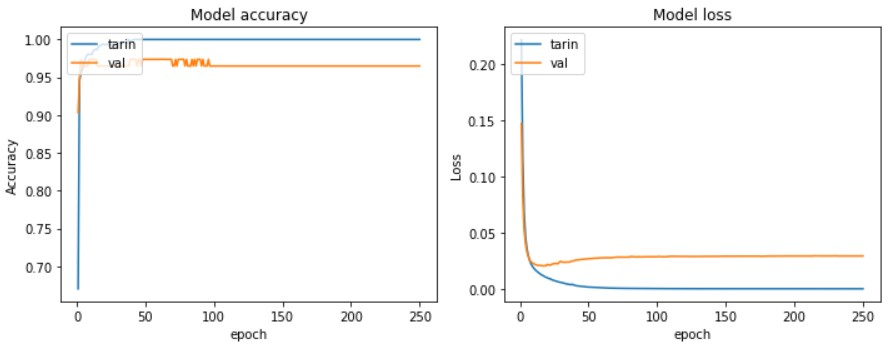 Model accuracy
tarin
val
1.00
0.95
0.90
0.85
0.80
0.75
0.70
Accuracy
0 50 100 150 200 250
epoch
Model loss
tarin
val
0.20
0.15
0.10
0.05
0.00
Loss
0 50 100 150 200 250
epoch